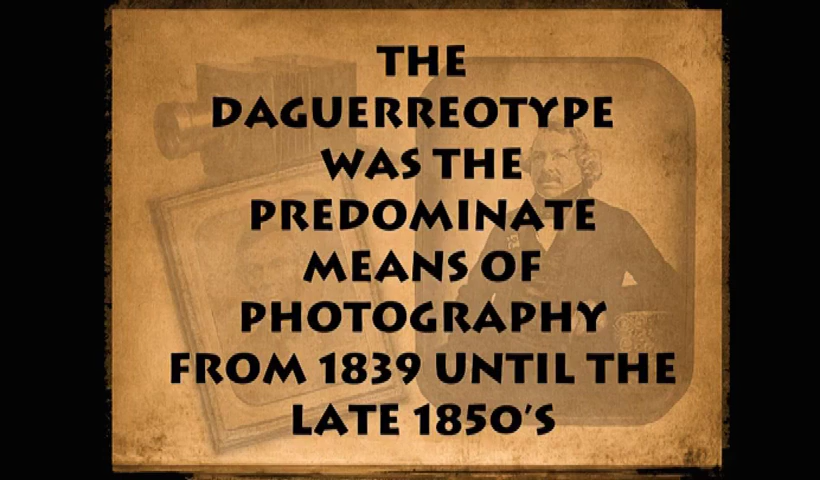 THE
DAGUERREOTYPE
WAS THE
PREDOMINATE
MEANS OF
PHOTOGRAPHY
FROM 1839 UNTIL THE
LATE 1850'S